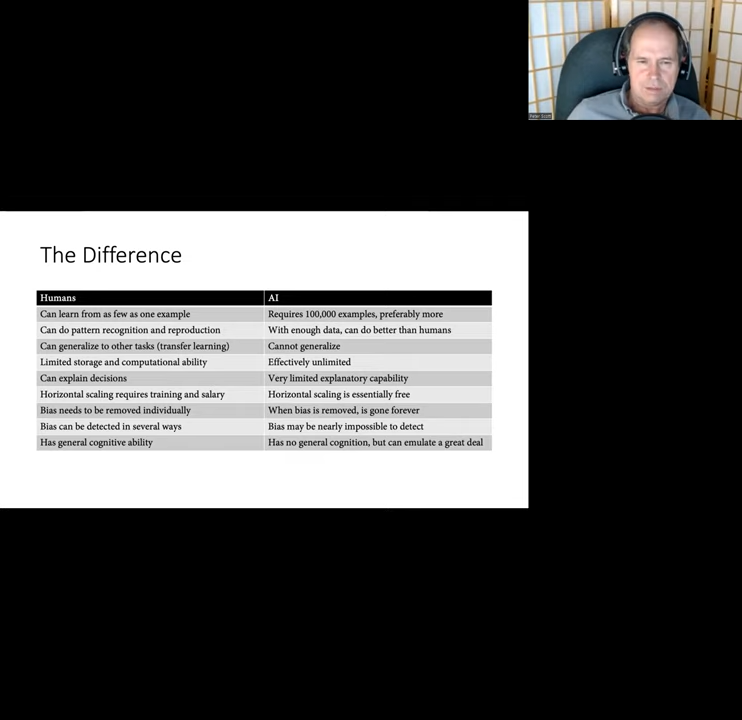 Peter Scott
The Difference
Humans AI
Can learn from as few as one example Requires 100,000 examples, preferably more
Can do pattern recognition and reproduction With enough data, can do better than humans
Can generalize to other tasks (transfer learning) Cannot generalize
Limited storage and computational ability Effectively unlimited
Can explain decisions Very limited explanatory capability
Horizontal scaling requires training and salary Horizontal scaling is essentially free
Bias needs to be removed individually When bias is removed, is gone forever
Bias can be detected in several ways Bias may be nearly impossible to detect
Has general cognitive ability Has no general cognition, but can emulate a great deal